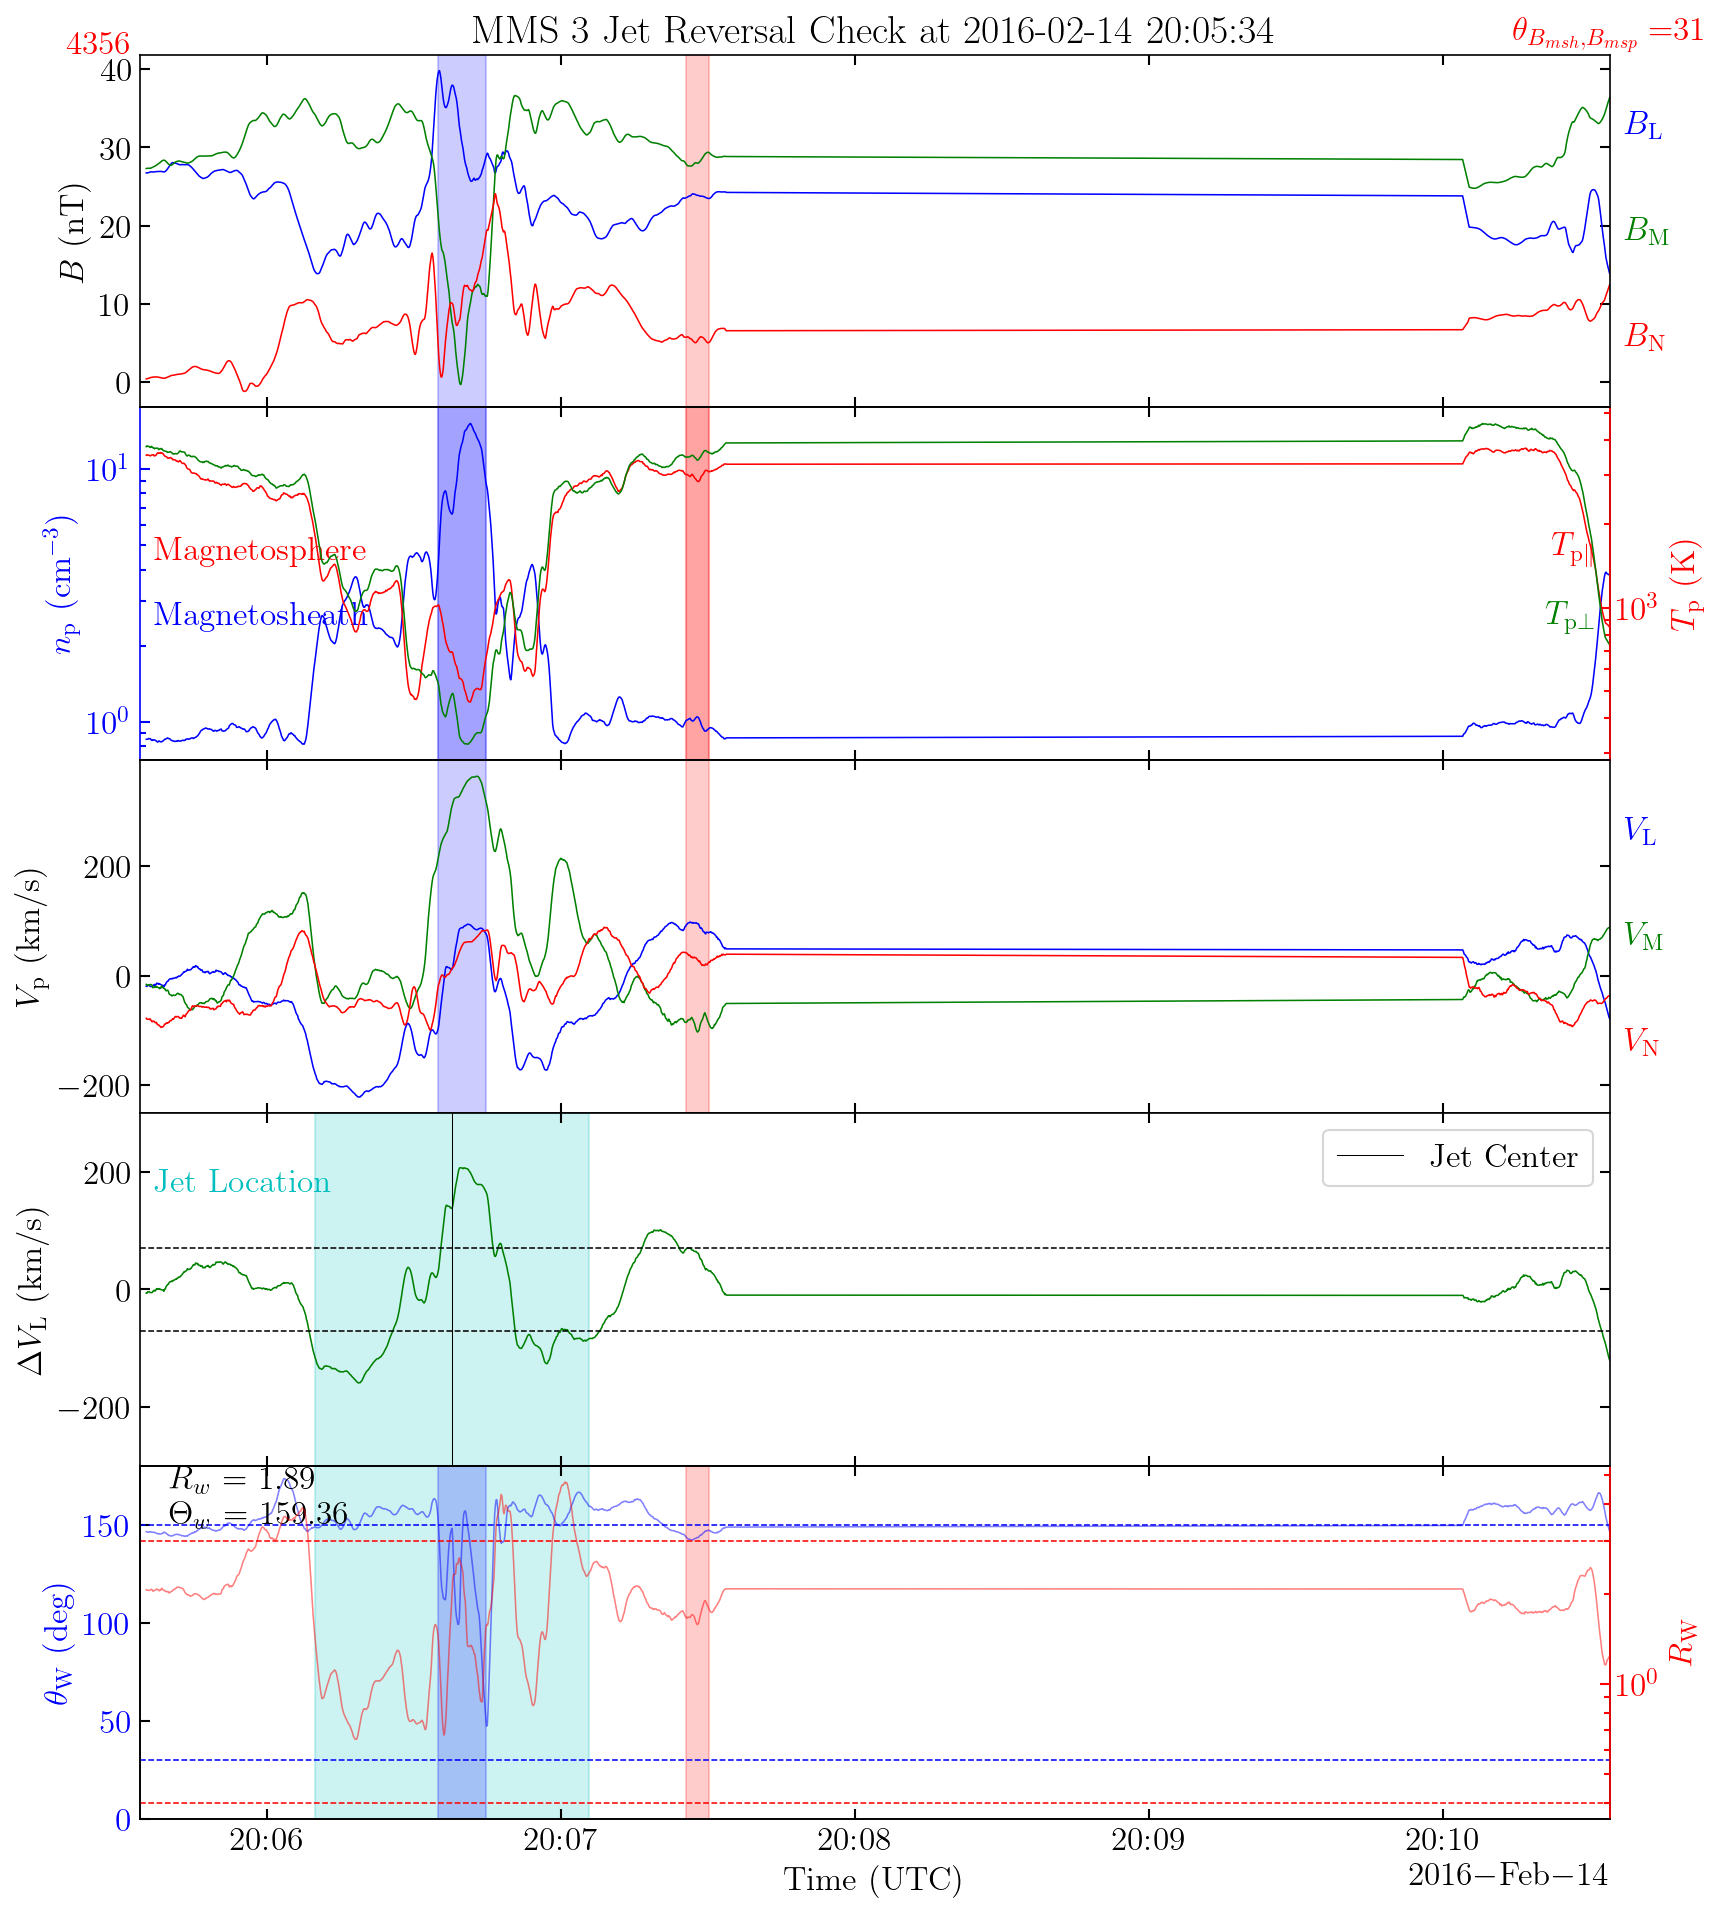 MMS 3 Jet Reversal Check at 2016-02-14 20:05:34
4356
θ_{B_{msh},B_{msp}} =31
40
30
20
10
0
B (nT)
B_L
B_M
B_N
10^1
10^0
n_p (cm^{−3})
Magnetosphere
Magnetosheath
T_{p∥}
T_{p⊥}
10^3
T_p (K)
200
0
−200
V_p (km/s)
V_L
V_M
V_N
200
0
−200
ΔV_L (km/s)
Jet Location
Jet Center
R_w = 1.89
Θ_w = 159.36
150
100
50
0
θ_W (deg)
10^0
R_W
20:06
20:07
20:08
20:09
20:10
Time (UTC)
2016−Feb−14